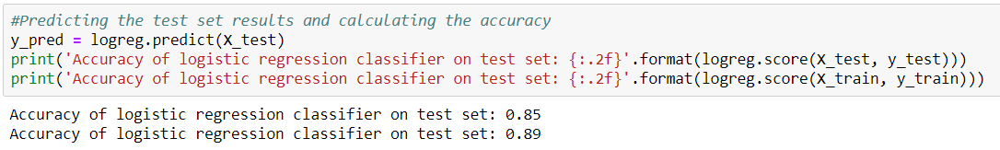 #Predicting the test set results and calculating the accuracy
y_pred = logreg.predict(X_test)
print('Accuracy of logistic regression classifier on test set: {:.2f}'.format(logreg.score(X_test, y_test)))
print('Accuracy of logistic regression classifier on test set: {:.2f}'.format(logreg.score(X_train, y_train)))
Accuracy of logistic regression classifier on test set: 0.85
Accuracy of logistic regression classifier on test set: 0.89